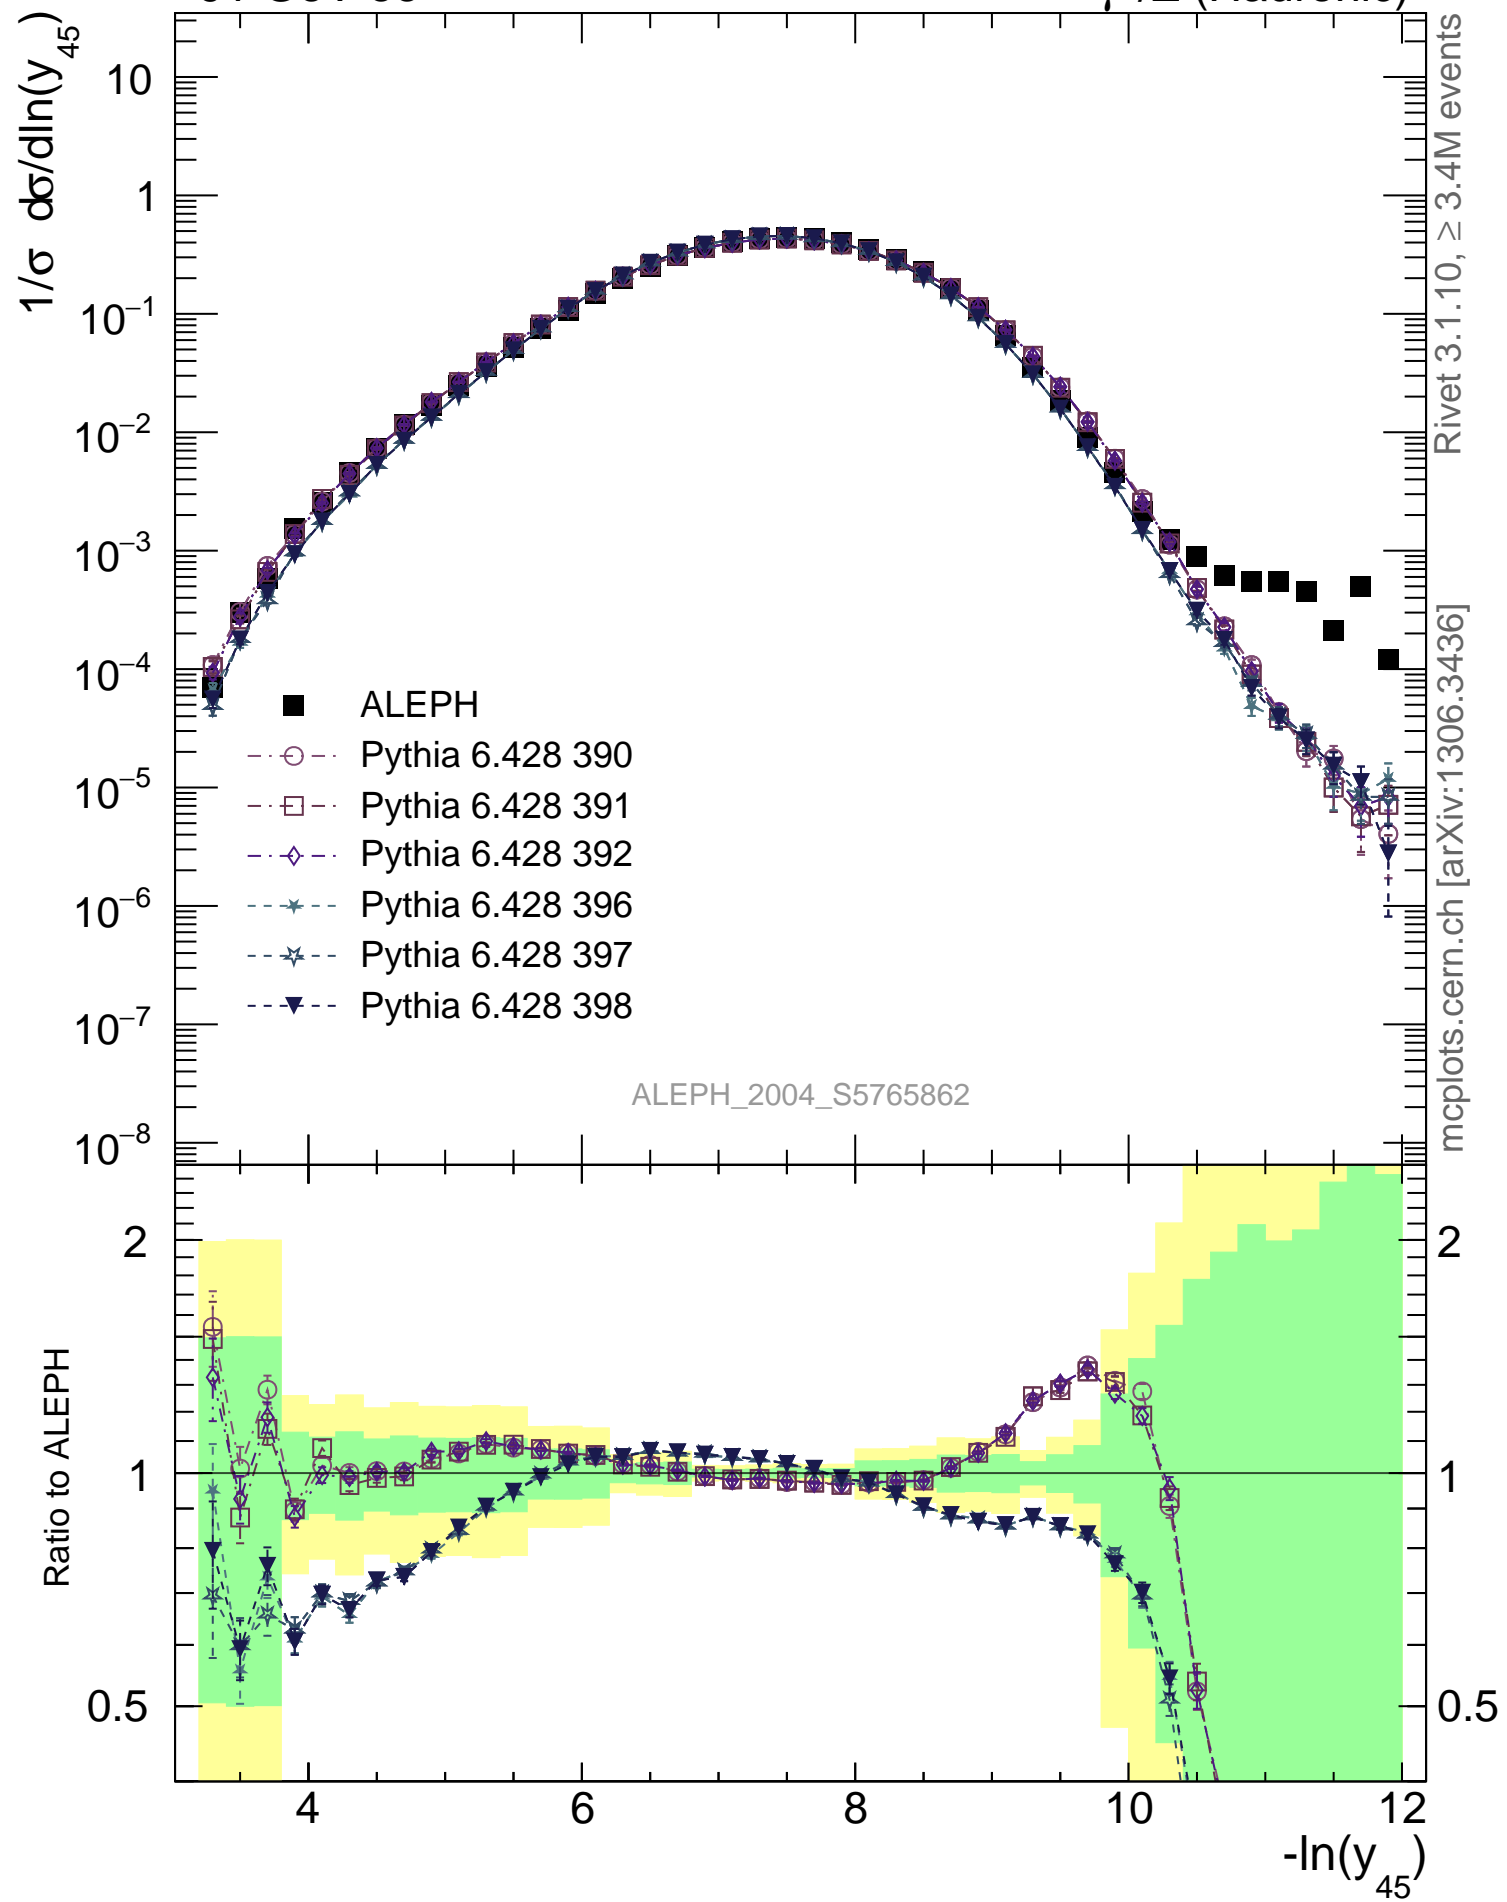 1/σ dσ/dln(y45)
10
1
10−1
10−2
10−3
10−4
10−5
10−6
10−7
10−8
ALEPH
Pythia 6.428 390
Pythia 6.428 391
Pythia 6.428 392
Pythia 6.428 396
Pythia 6.428 397
Pythia 6.428 398
ALEPH_2004_S5765862
Rivet 3.1.10, ≥ 3.4M events
mcplots.cern.ch [arXiv:1306.3436]
Ratio to ALEPH
2
1
0.5
2
1
0.5
4 6 8 10 12
-ln(y45)